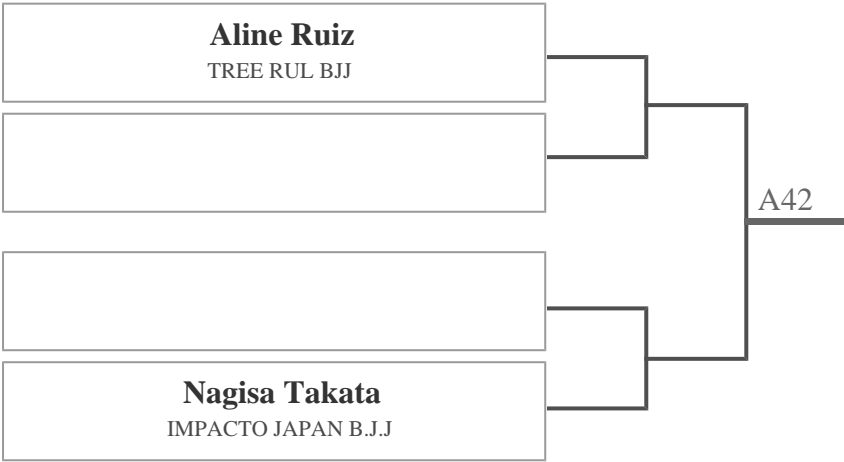 Aline Ruiz
TREE RUL BJJ
A42
Nagisa Takata
IMPACTO JAPAN B.J.J